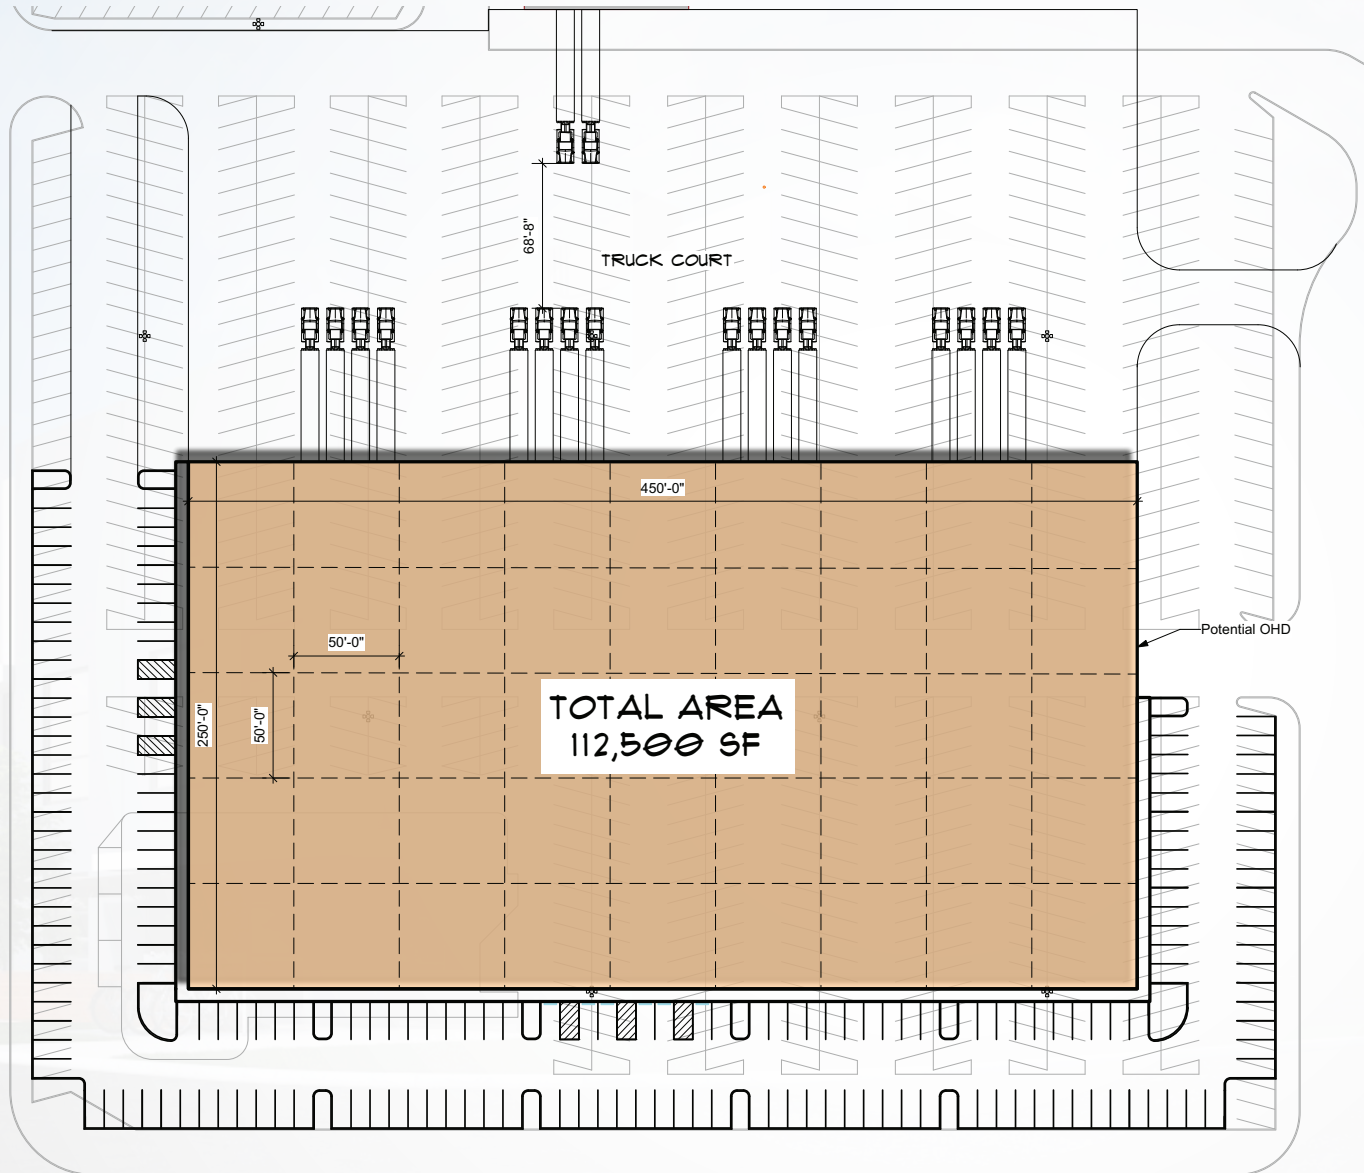 68'-8"
TRUCK COURT
450'-0"
Potential OHD
50'-0"
250'-0"
50'-0"
TOTAL AREA
112,500 SF